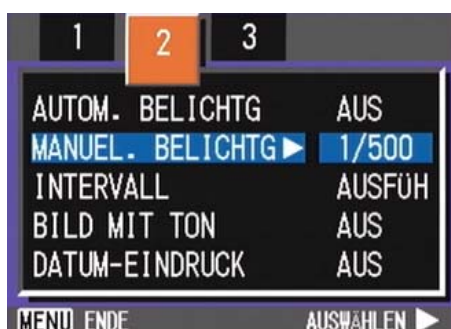 1 2 3
AUTOM. BELICHTG AUS
MANUEL. BELICHTG▶ 1/500
INTERVALL AUSFÜH
BILD MIT TON AUS
DATUM-EINDRUCK AUS
MENU ENDE AUSWÄHLEN ▶